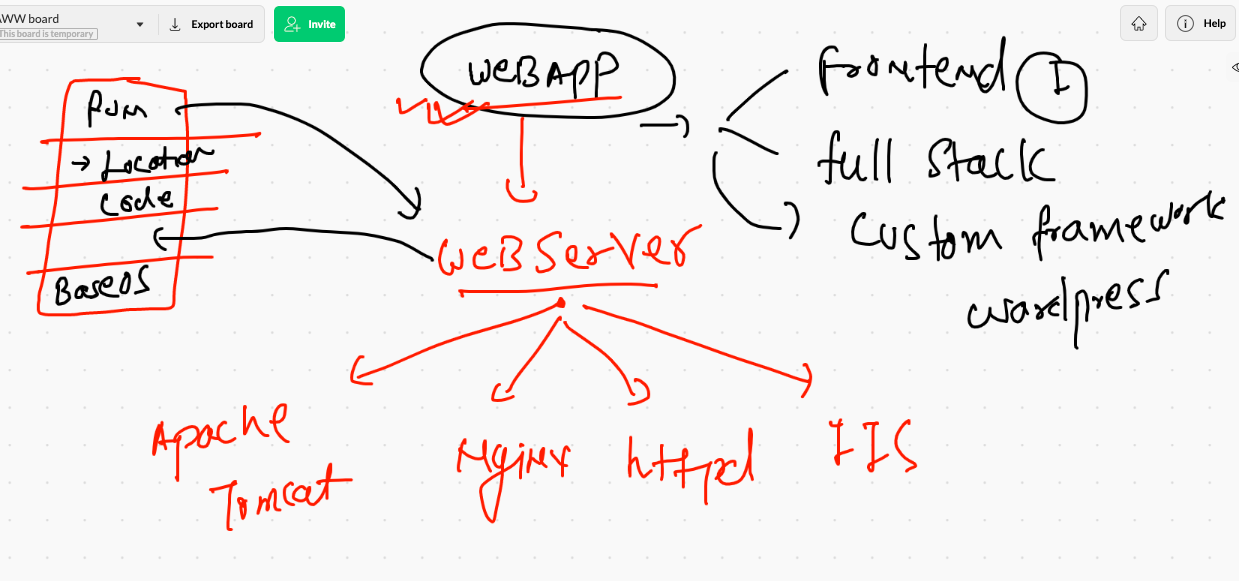 AWW board
This board is temporary
Export board
Invite
Help
WEBAPP
Frontend I
full stack
Custom framework
wordpress
Run
→ Location
Code
BaseOS
WEBServer
Apache
Tomcat
Nginx
httpd
IIS